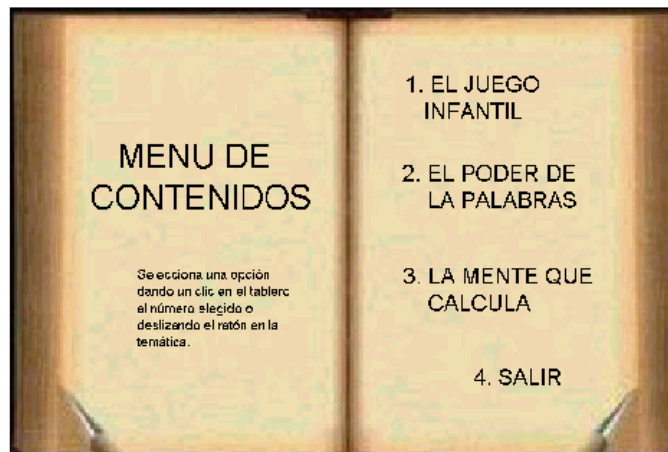 MENU DE
CONTENIDOS
Selecciona una opción
dando un clic en el tablero
el número elegido o
deslizando el ratón en la
temática.
1. EL JUEGO
INFANTIL
2. EL PODER DE
LA PALABRAS
3. LA MENTE QUE
CALCULA
4. SALIR